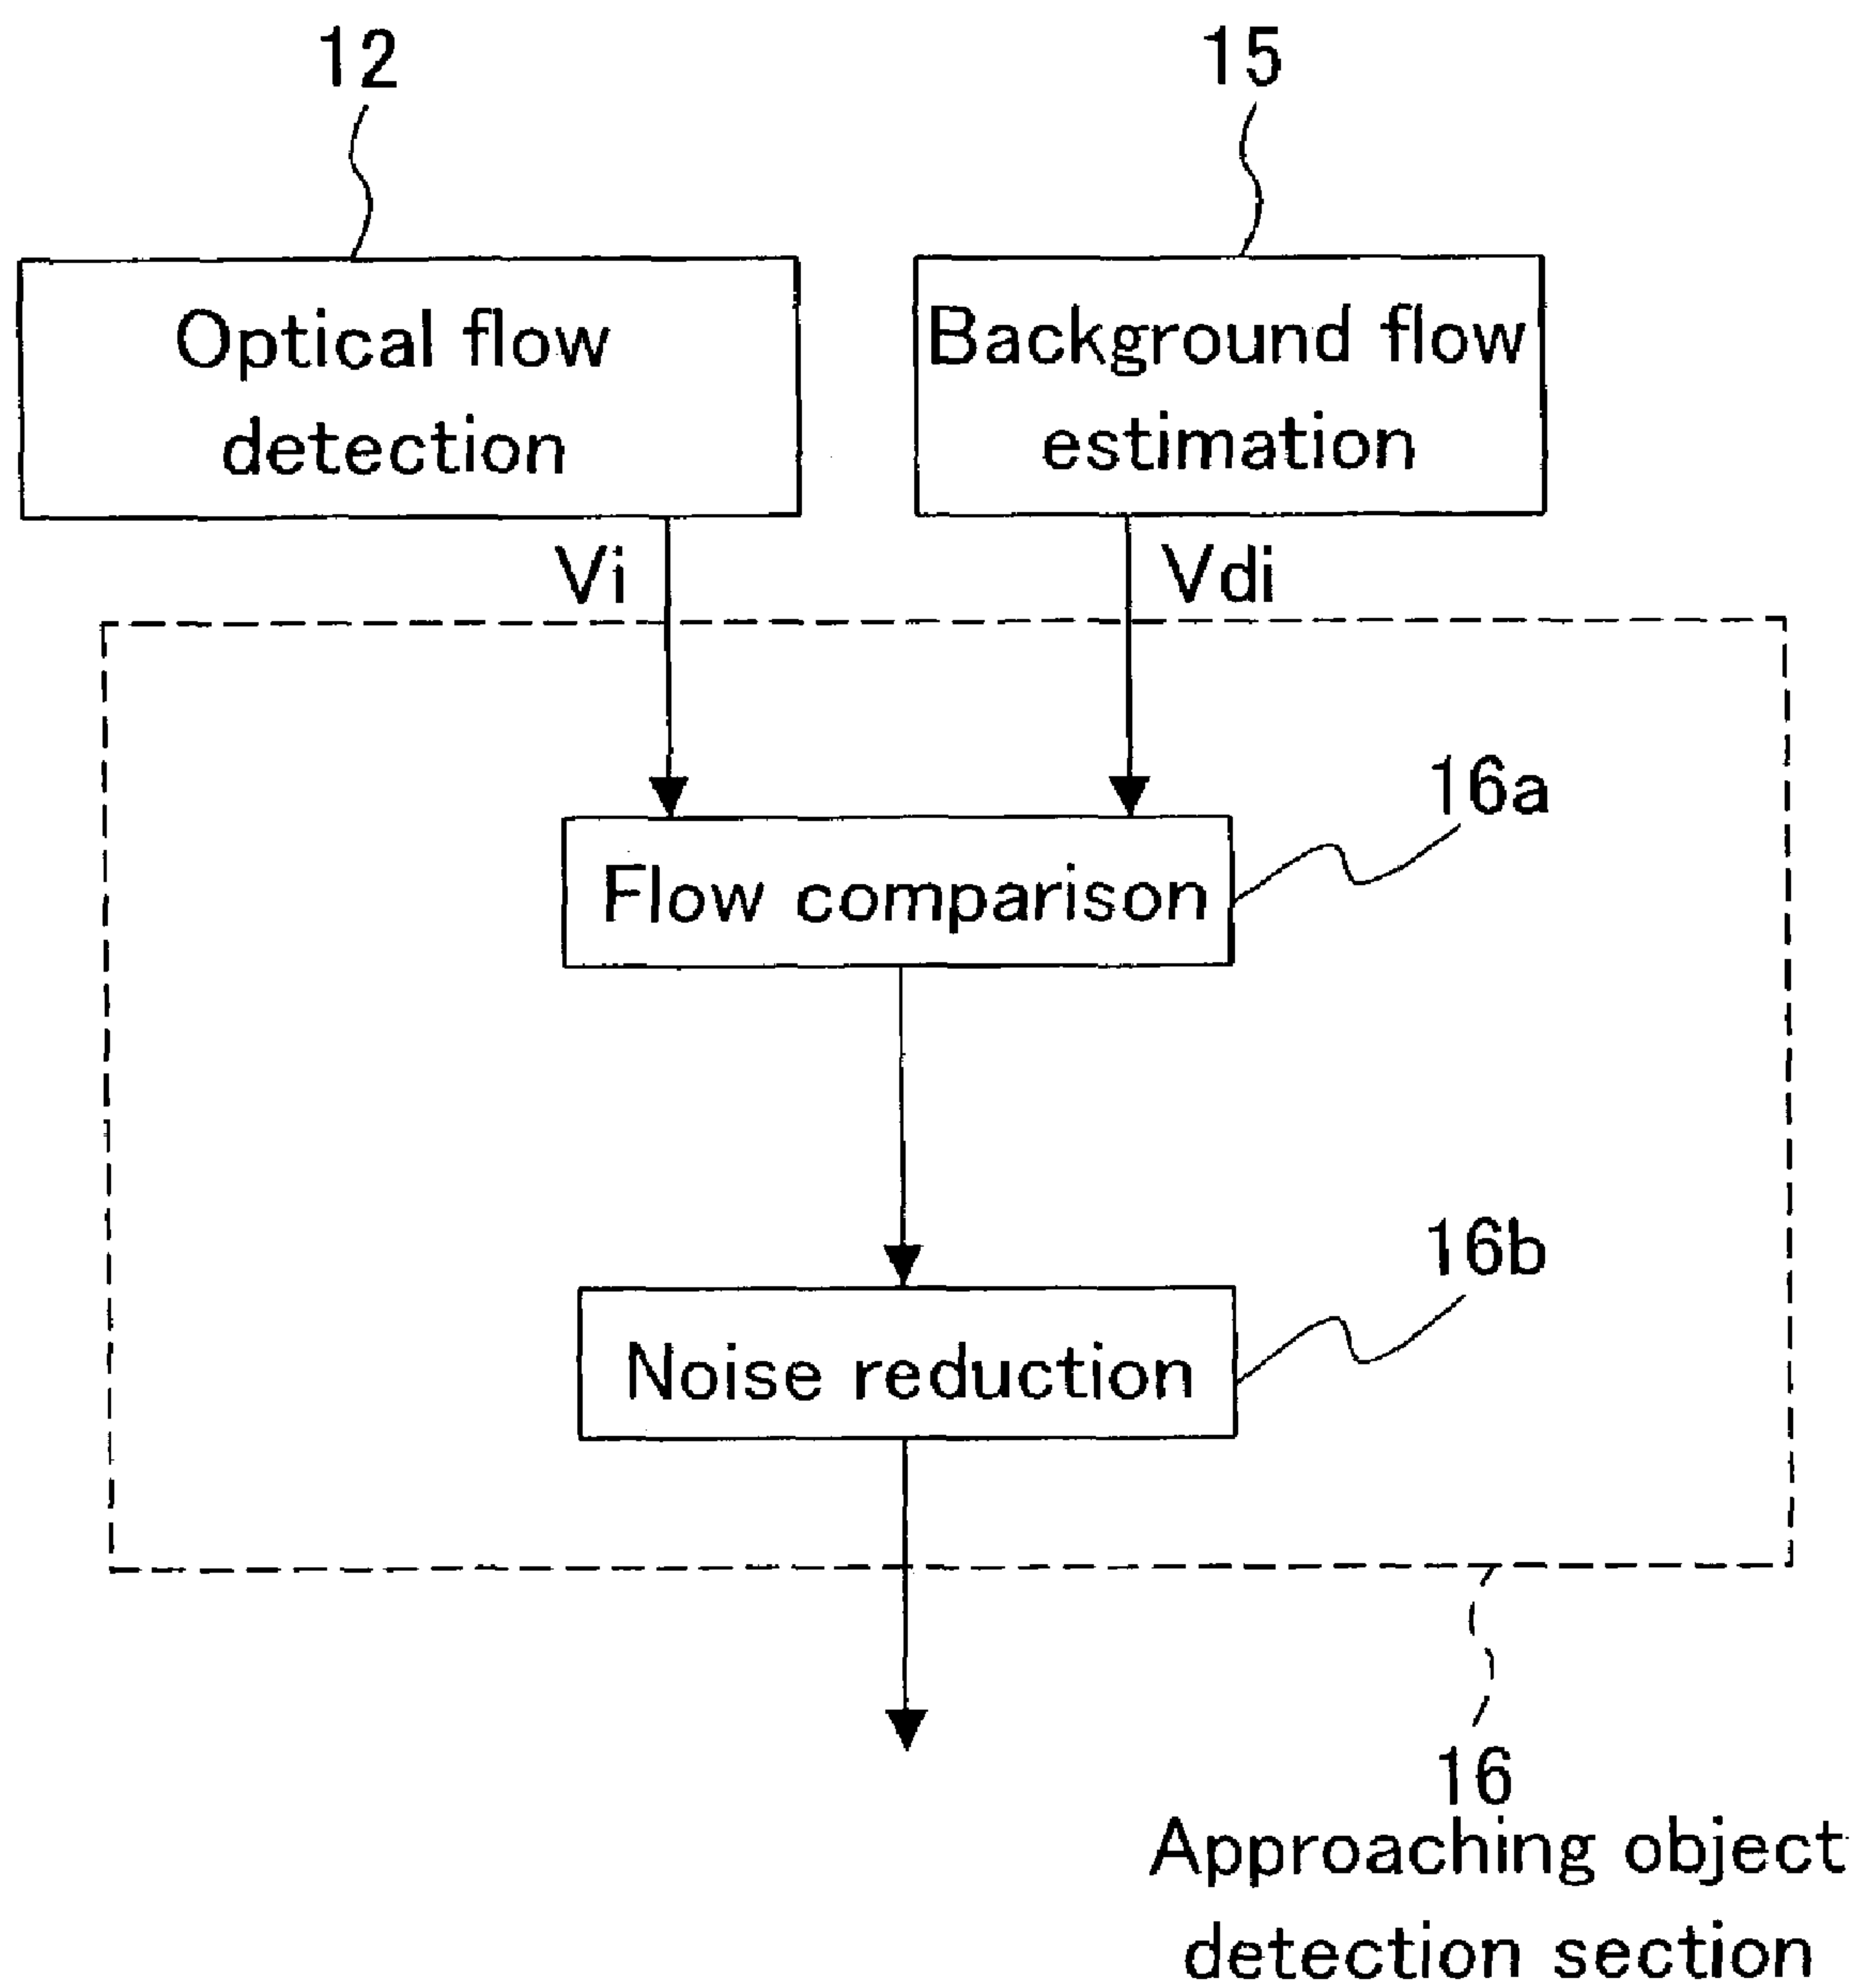 12
15
Optical flow
detection
Background flow
estimation
Vi
Vdi
16a
Flow comparison
16b
Noise reduction
16
Approaching object
detection section